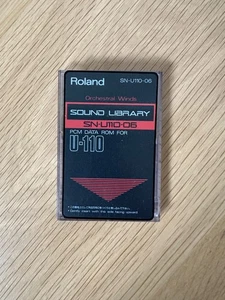 Roland SN-U110-06
Orchestral Winds
SOUND LIBRARY
SN-U110-06
PCM DATA ROM FOR
U-110